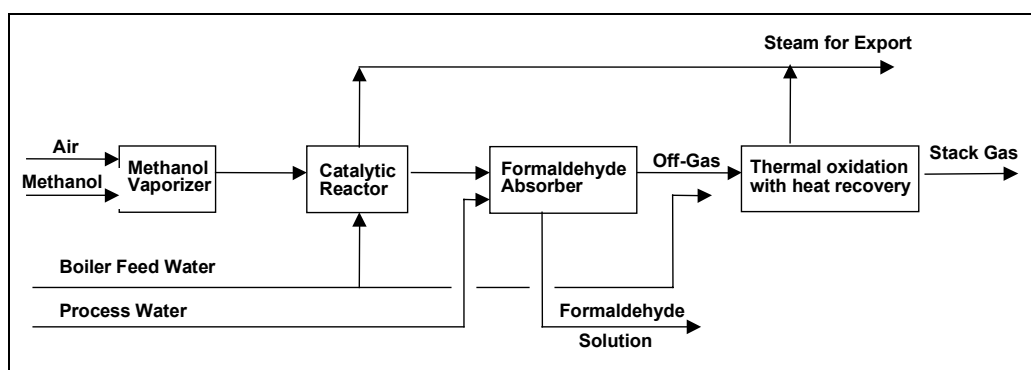 Steam for Export
Air
Methanol
Methanol
Vaporizer
Catalytic
Reactor
Formaldehyde
Absorber
Off-Gas
Thermal oxidation
with heat recovery
Stack Gas
Boiler Feed Water
Process Water
Formaldehyde
Solution